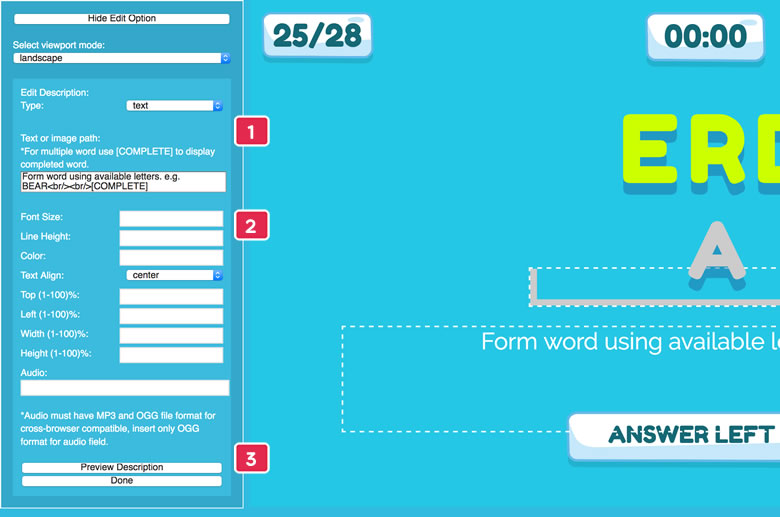 Hide Edit Option
Select viewport mode:
landscape
Edit Description:
Type: text
Text or image path:
*For multiple word use [COMPLETE] to display
completed word.
Form word using available letters. e.g.
BEAR<br/><br/>[COMPLETE]
Font Size:
Line Height:
Color:
Text Align: center
Top (1-100)%:
Left (1-100)%:
Width (1-100)%:
Height (1-100)%:
Audio:
*Audio must have MP3 and OGG file format for
cross-browser compatible, insert only OGG
format for audio field.
Preview Description
Done
1
2
3
25/28
00:00
ERD
A
Form word using available le
ANSWER LEFT